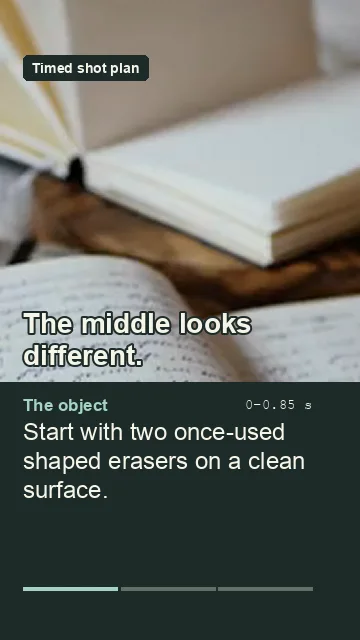 Timed shot plan
The middle looks
different.
The object 0–0.85 s
Start with two once-used
shaped erasers on a clean
surface.